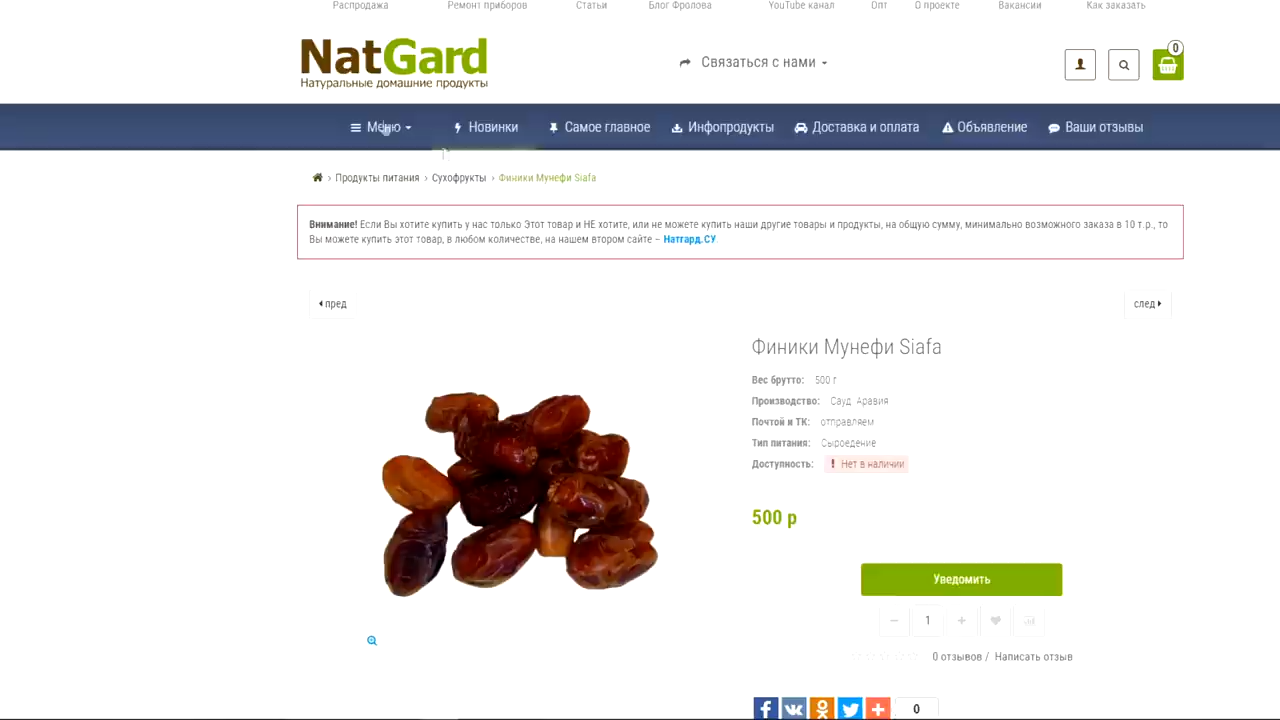 Распродажа Ремонт приборов Статьи Блог Фролова YouTube канал Опт О проекте Вакансии Как заказать
NatGard
Натуральные домашние продукты
Связаться с нами
0
Меню Новинки Самое главное Инфопродукты Доставка и оплата Объявление Ваши отзывы
› Продукты питания › Сухофрукты › Финики Мунефи Siafa
Внимание! Если Вы хотите купить у нас только Этот товар и НЕ хотите, или не можете купить наши другие товары и продукты, на общую сумму, минимально возможного заказа в 10 т.р., то
Вы можете купить этот товар, в любом количестве, на нашем втором сайте – Натгард.СУ.
пред
след
Финики Мунефи Siafa
Вес брутто: 500 г
Производство: Сауд. Аравия
Почтой и ТК: отправляем
Тип питания: Сыроедение
Доступность: Нет в наличии
500 р
Уведомить
− 1 +
0 отзывов / Написать отзыв
0